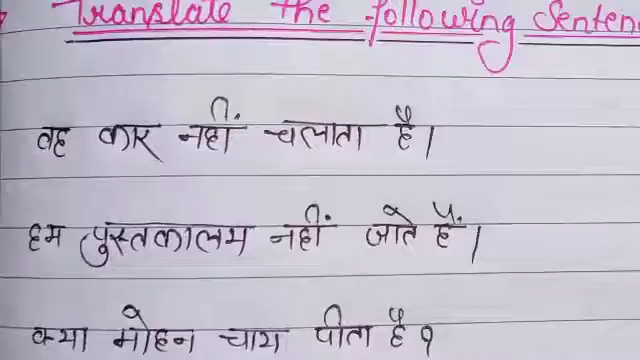 Translate the following Senten
वह कार नहीं चलाता है।
हम पुस्तकालय नहीं जाते हैं।
क्या मोहन चाय पीता है?